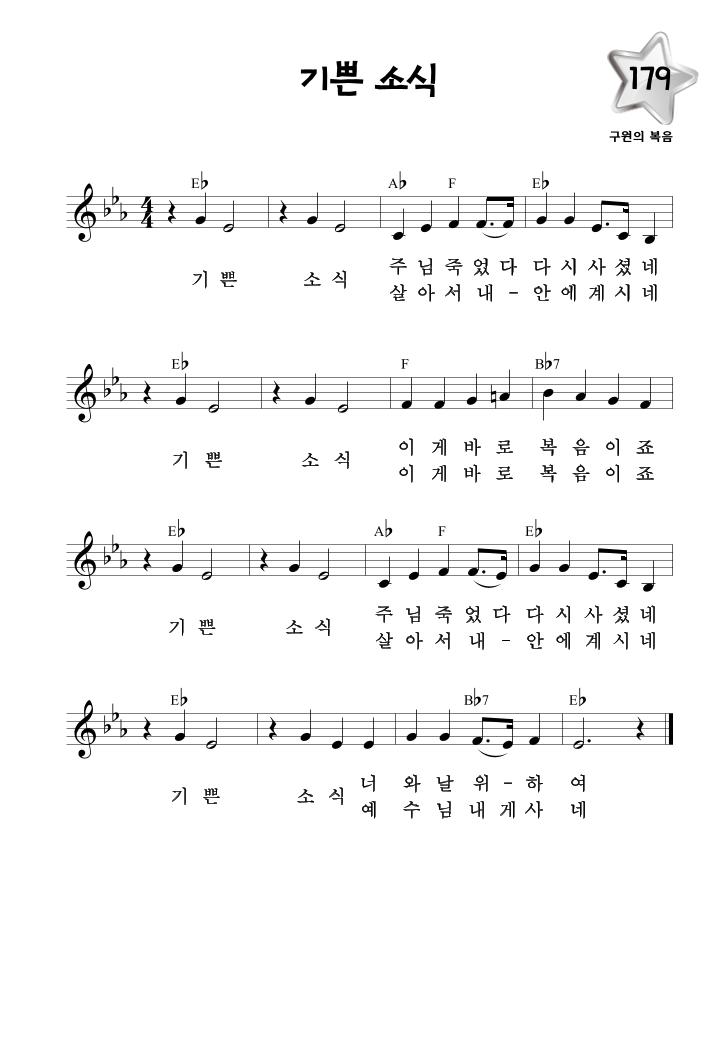 기쁜 소식
179
구원의 복음
E♭ A♭ F E♭
4
4
주 님 죽 었 다 다 시 사 셨 네
기 쁜 소 식
살 아 서 내 - 안 에 계 시 네
E♭ F B♭7
이 게 바 로 복 음 이 죠
기 쁜 소 식
이 게 바 로 복 음 이 죠
E♭ A♭ F E♭
주 님 죽 었 다 다 시 사 셨 네
기 쁜 소 식
살 아 서 내 - 안 에 계 시 네
E♭ B♭7 E♭
너 와 날 위 - 하 여
기 쁜 소 식
예 수 님 내 게 사 네